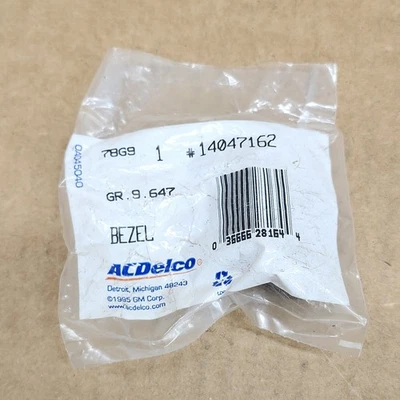 0A045040
78G9 1 #14047162
GR.9.647
BEZEL
0 36666 28164 4
ACDelco®
Detroit, Michigan 48243
©1995 GM Corp.
www.acdelco.com